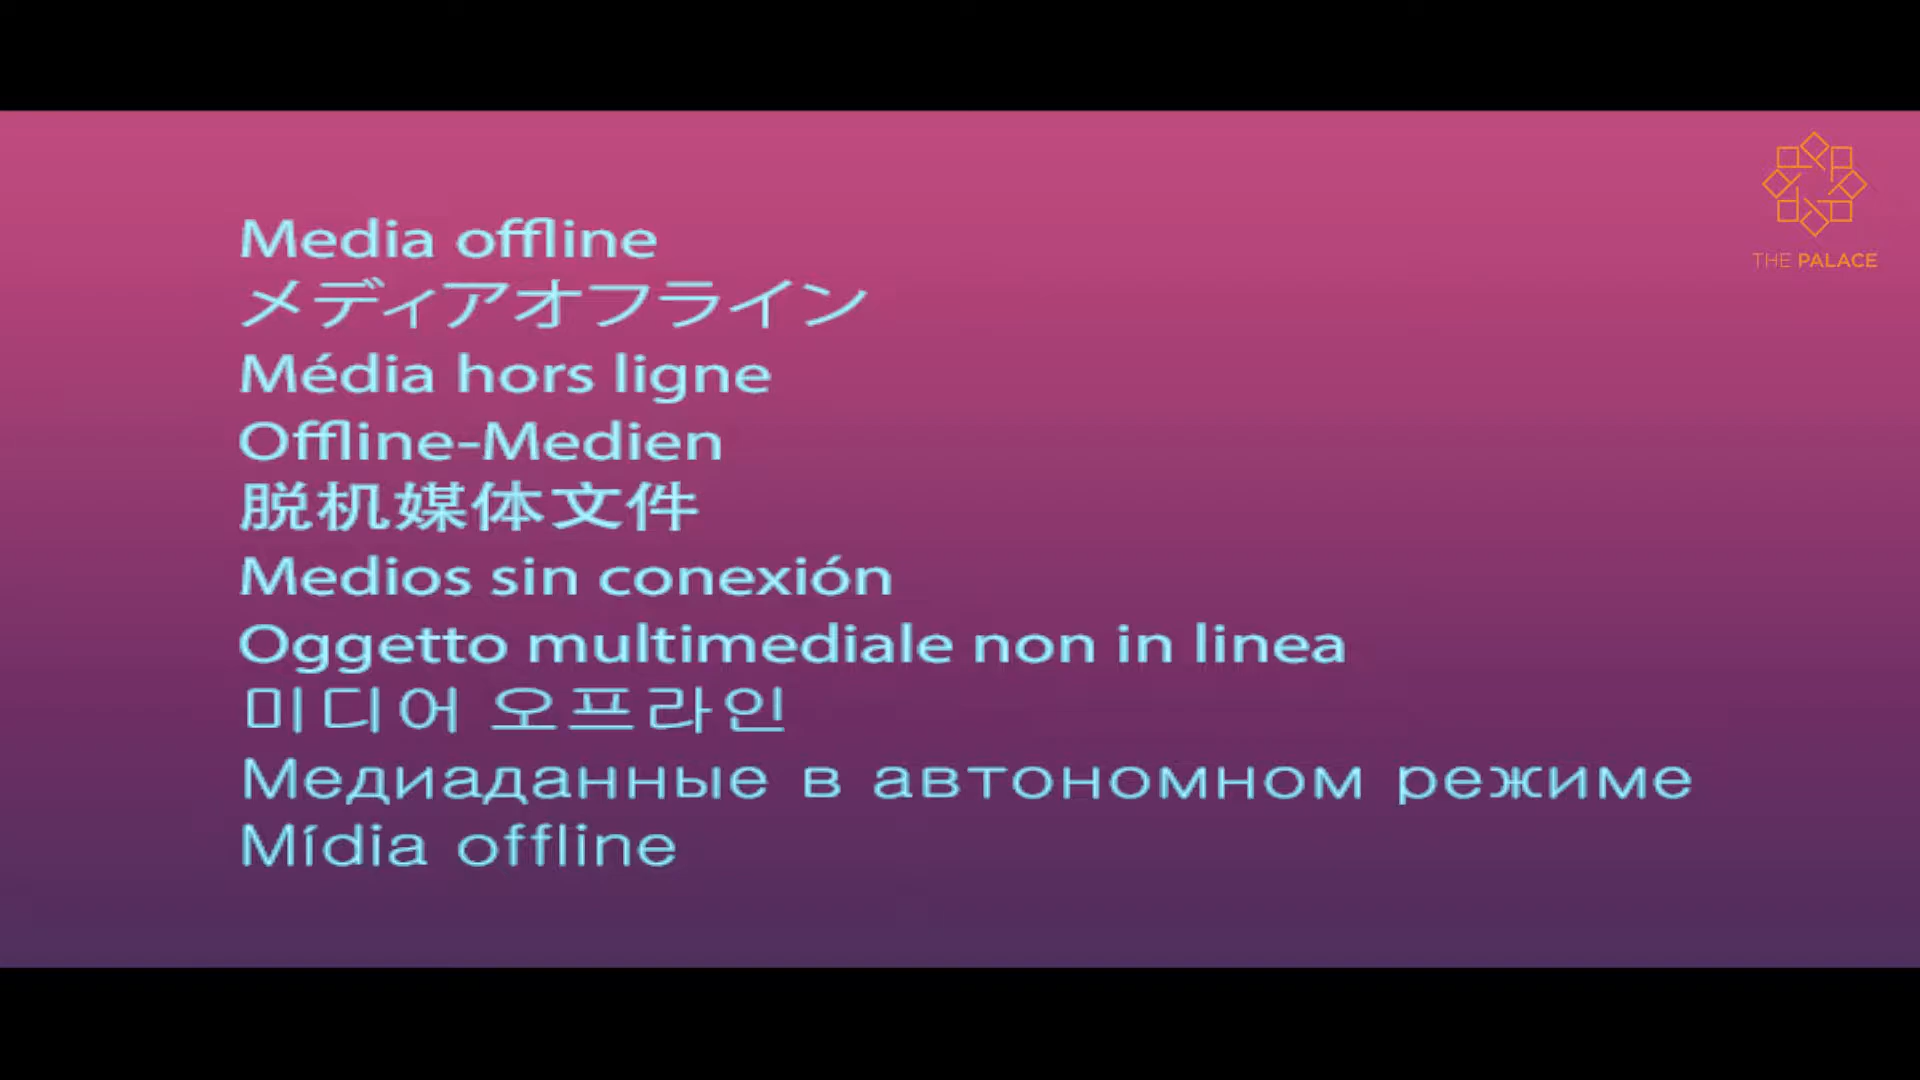 Media offline
メディアオフライン
Média hors ligne
Offline-Medien
脱机媒体文件
Medios sin conexión
Oggetto multimediale non in linea
미디어 오프라인
Медиаданные в автономном режиме
Mídia offline
THE PALACE